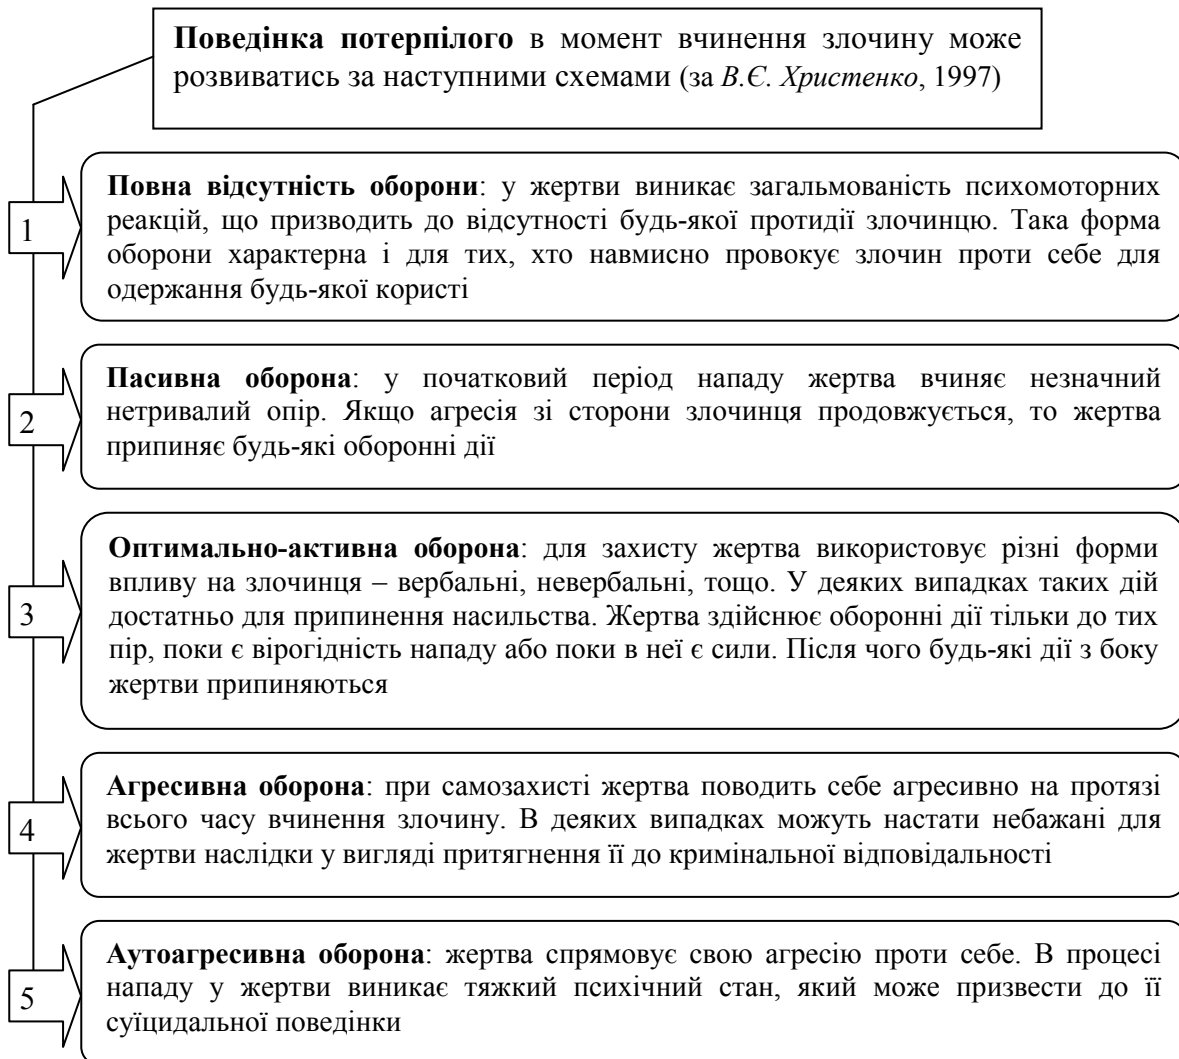 Поведінка потерпілого в момент вчинення злочину може
розвиватись за наступними схемами (за В.Є. Христенко, 1997)
1
Повна відсутність оборони: у жертви виникає загальмованість психомоторних
реакцій, що призводить до відсутності будь-якої протидії злочинцю. Така форма
оборони характерна і для тих, хто навмисно провокує злочин проти себе для
одержання будь-якої користі
2
Пасивна оборона: у початковий період нападу жертва вчиняє незначний
нетривалий опір. Якщо агресія зі сторони злочинця продовжується, то жертва
припиняє будь-які оборонні дії
3
Оптимально-активна оборона: для захисту жертва використовує різні форми
впливу на злочинця – вербальні, невербальні, тощо. У деяких випадках таких дій
достатньо для припинення насильства. Жертва здійснює оборонні дії тільки до тих
пір, поки є вірогідність нападу або поки в неї є сили. Після чого будь-які дії з боку
жертви припиняються
4
Агресивна оборона: при самозахисті жертва поводить себе агресивно на протязі
всього часу вчинення злочину. В деяких випадках можуть настати небажані для
жертви наслідки у вигляді притягнення її до кримінальної відповідальності
5
Аутоагресивна оборона: жертва спрямовує свою агресію проти себе. В процесі
нападу у жертви виникає тяжкий психічний стан, який може призвести до її
суїцидальної поведінки